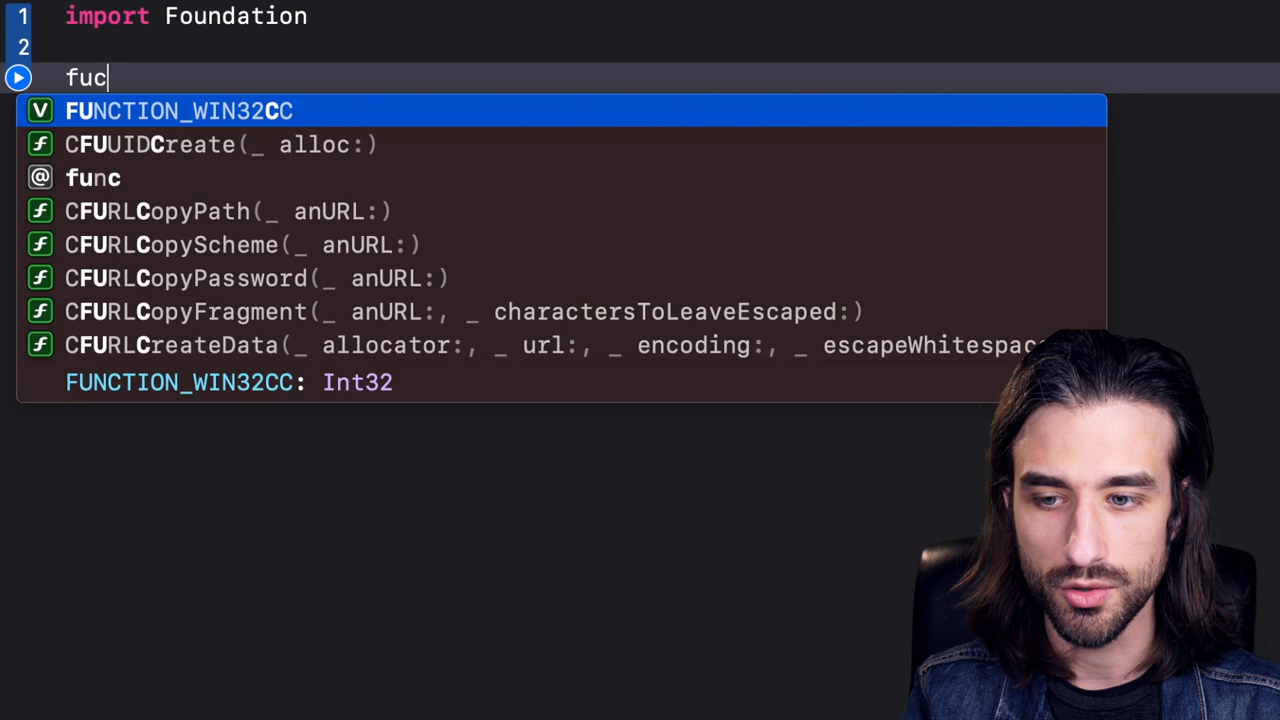 1 import Foundation
2
fuc
V FUNCTION_WIN32CC
f CFUUIDCreate(_ alloc:)
@ func
f CFURLCopyPath(_ anURL:)
f CFURLCopyScheme(_ anURL:)
f CFURLCopyPassword(_ anURL:)
f CFURLCopyFragment(_ anURL:, _ charactersToLeaveEscaped:)
f CFURLCreateData(_ allocator:, _ url:, _ encoding:, _ escapeWhitespac
FUNCTION_WIN32CC: Int32